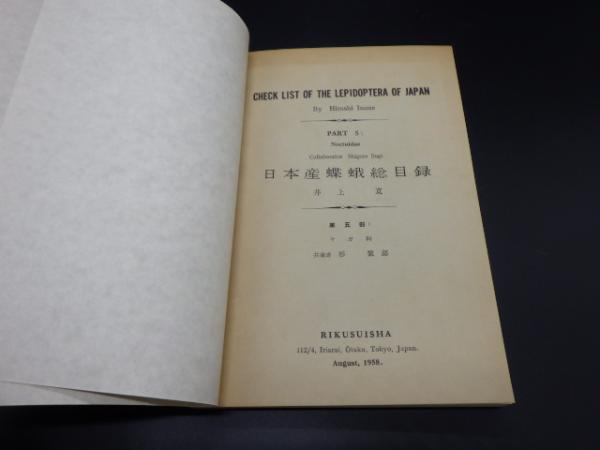 CHECK LIST OF THE LEPIDOPTERA OF JAPAN
By Hiroshi Inoue
PART 5:
Noctuidae
Collaborator Shigero Sugi
日本産蝶蛾総目録
井上 寛
第五部:
ヤガ科
共著者 杉 繁郎
RIKUSUISHA
112/4, Iriarai, Ōtaku, Tokyo, Japan.
August, 1958.